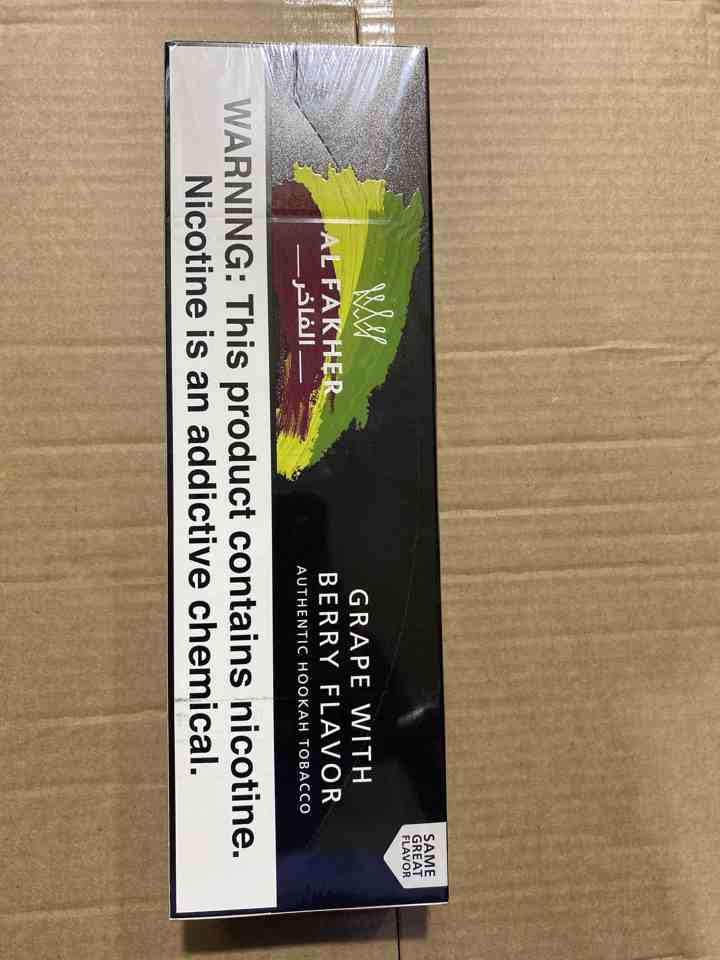 AL FAKHER
الفاخر
GRAPE WITH
BERRY FLAVOR
AUTHENTIC HOOKAH TOBACCO
SAME
GREAT
FLAVOR
WARNING: This product contains nicotine.
Nicotine is an addictive chemical.